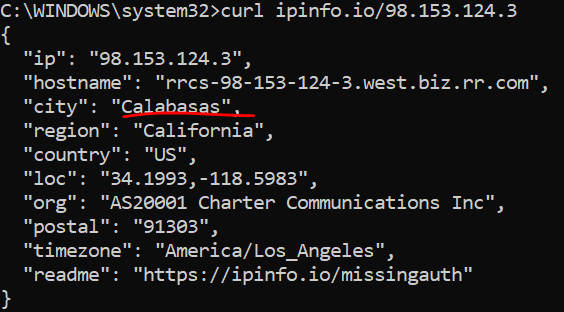 C:\WINDOWS\system32>curl ipinfo.io/98.153.124.3
{
  "ip": "98.153.124.3",
  "hostname": "rrcs-98-153-124-3.west.biz.rr.com",
  "city": "Calabasas",
  "region": "California",
  "country": "US",
  "loc": "34.1993,-118.5983",
  "org": "AS20001 Charter Communications Inc",
  "postal": "91303",
  "timezone": "America/Los_Angeles",
  "readme": "https://ipinfo.io/missingauth"
}